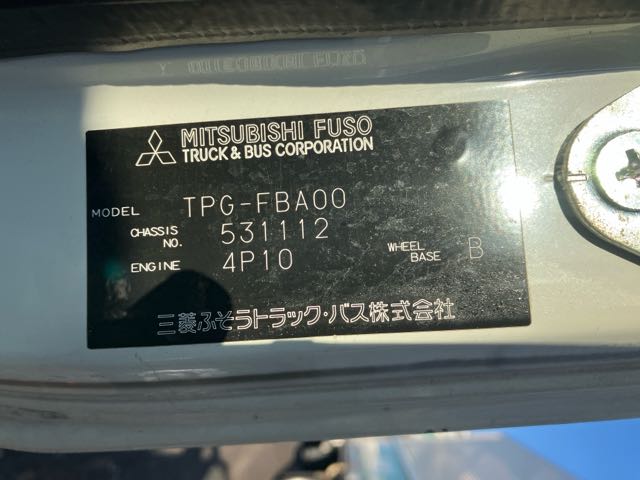 MITSUBISHI FUSO
TRUCK & BUS CORPORATION
MODEL TPG-FBA00
CHASSIS NO. 531112
ENGINE 4P10 WHEEL BASE B
三菱ふそうトラック・バス株式会社